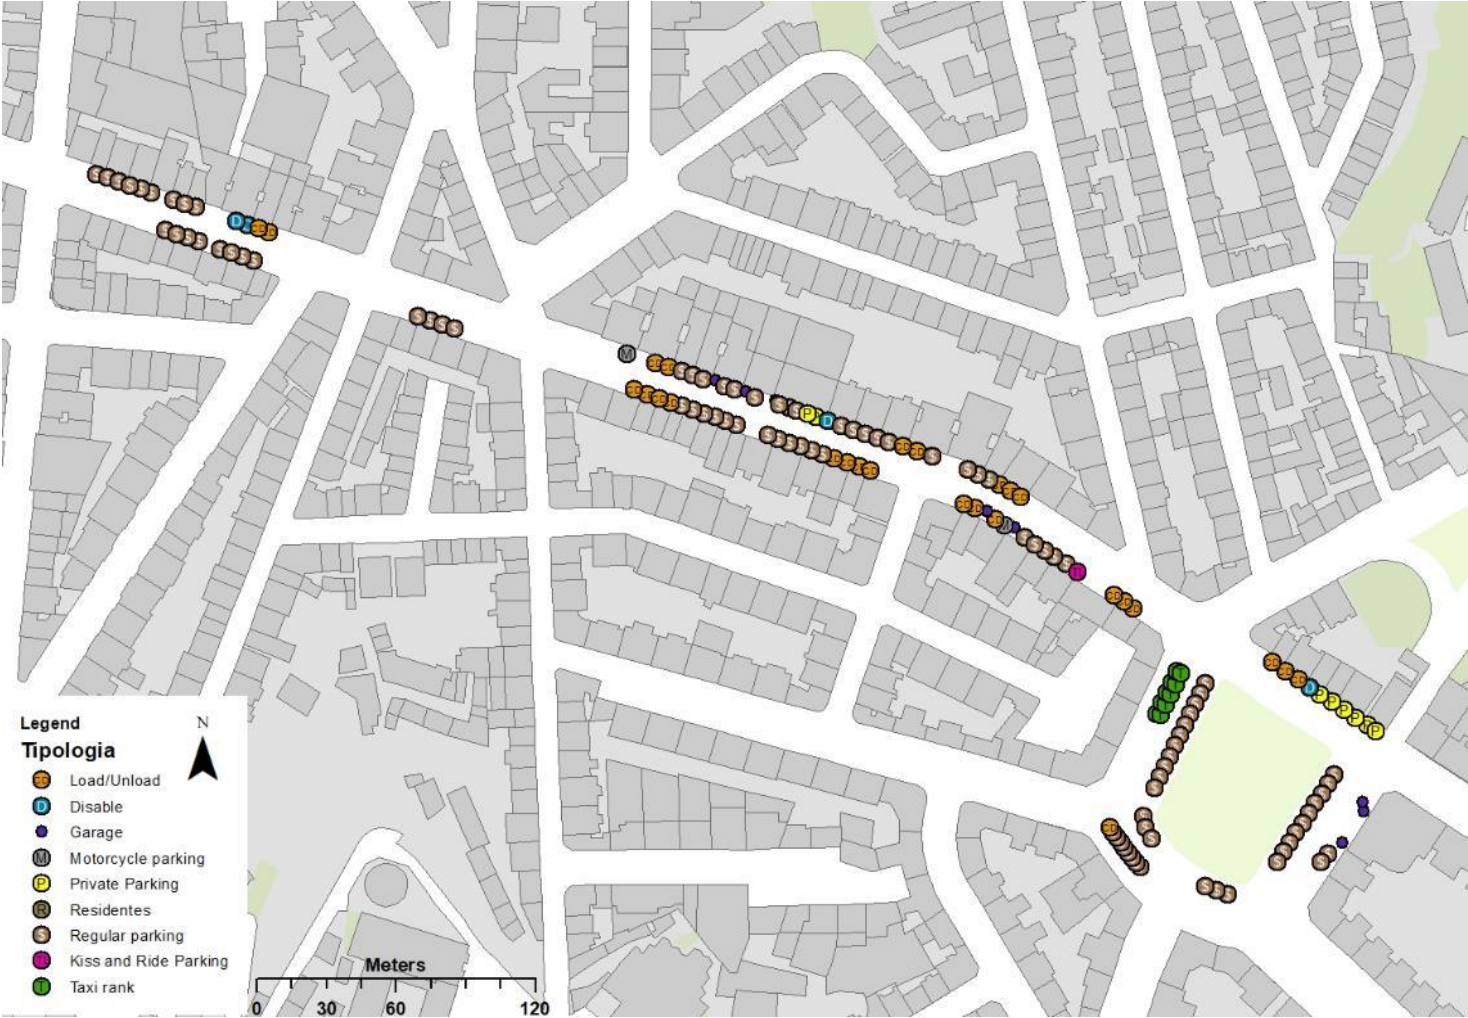 Legend
N
Tipologia
Load/Unload
D Disable
Garage
M Motorcycle parking
P Private Parking
R Residentes
S Regular parking
Kiss and Ride Parking
T Taxi rank
Meters
0 30 60 120